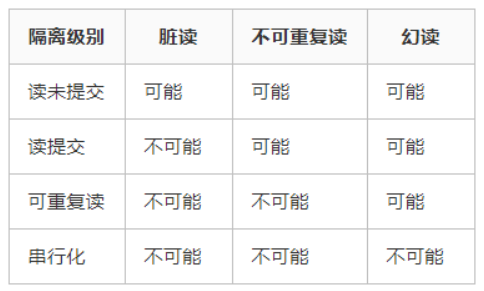 隔离级别 脏读 不可重复读 幻读
读未提交 可能 可能 可能
读提交 不可能 可能 可能
可重复读 不可能 不可能 可能
串行化 不可能 不可能 不可能